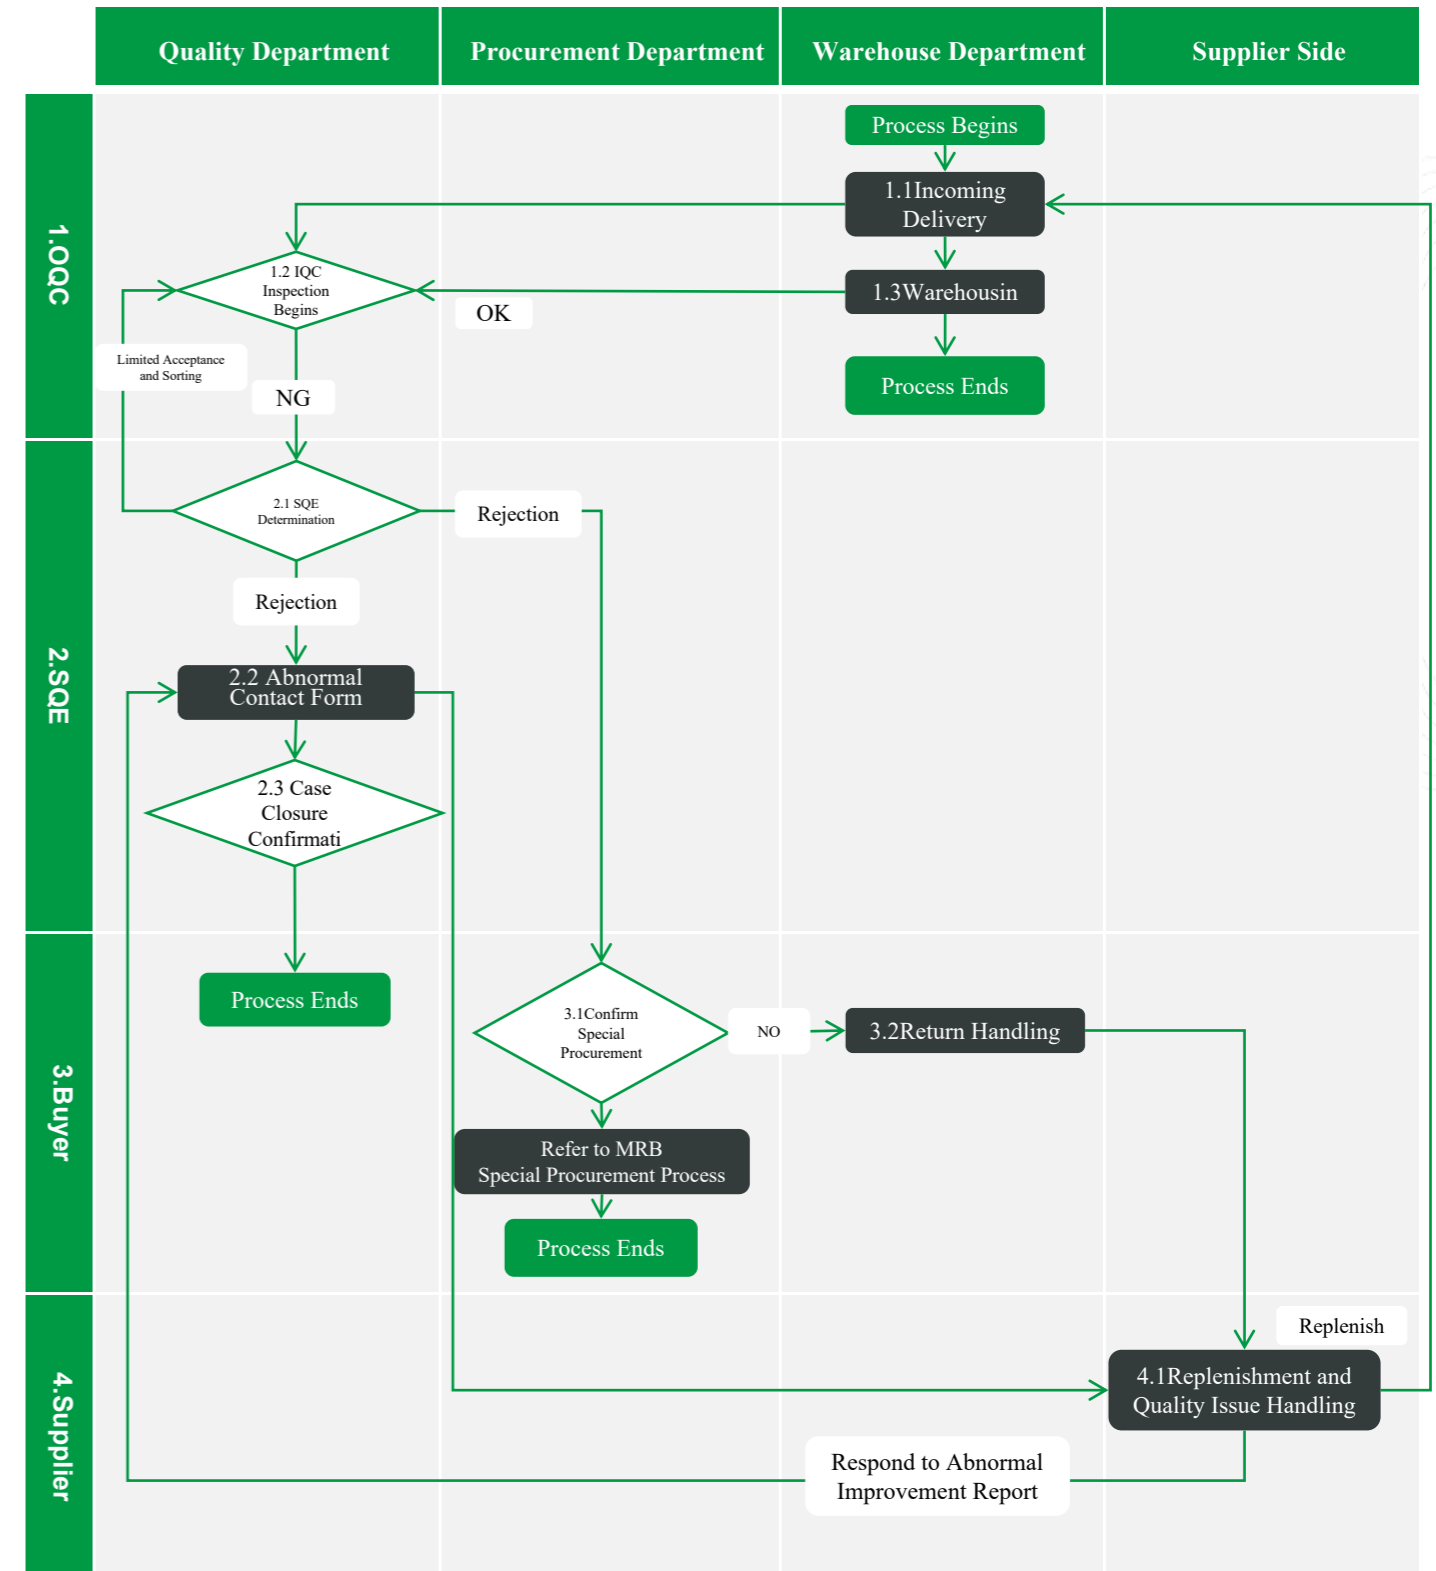 Quality Department
Procurement Department
Warehouse Department
Supplier Side
1.OQC
Process Begins
1.1Incoming
Delivery
1.2 IQC
Inspection
Begins
1.3Warehousin
OK
Limited Acceptance
and Sorting
NG
Process Ends
2.SQE
2.1 SQE
Determination
Rejection
Rejection
2.2 Abnormal
Contact Form
2.3 Case
Closure
Confirmati
3.Buyer
Process Ends
3.1Confirm
Special
Procurement
NO
3.2Return Handling
Refer to MRB
Special Procurement Process
Process Ends
4.Supplier
Replenish
4.1Replenishment and
Quality Issue Handling
Respond to Abnormal
Improvement Report